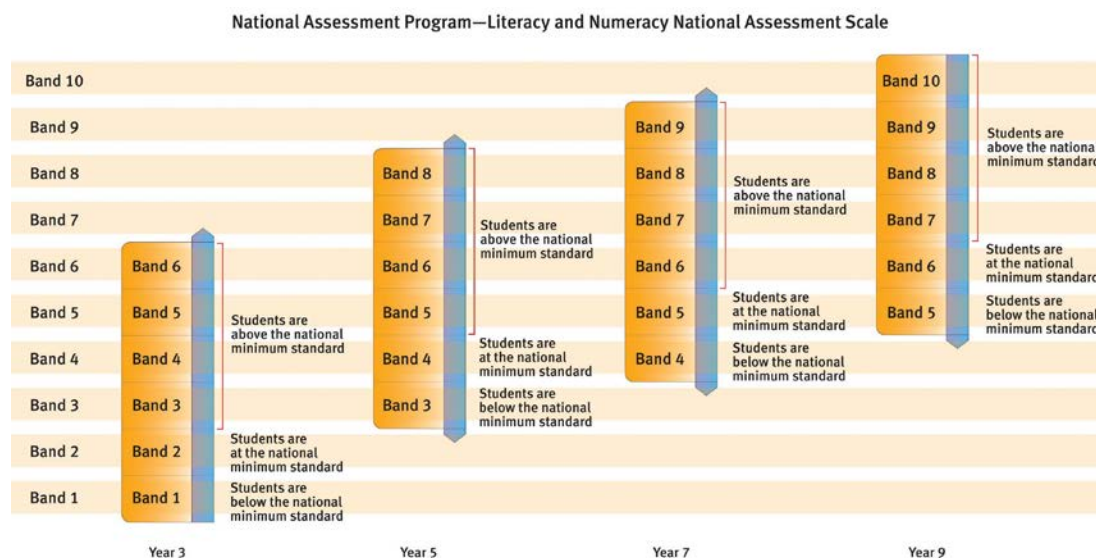 National Assessment Program—Literacy and Numeracy National Assessment Scale
Band 10
Band 9
Band 8
Band 7
Band 6
Band 5
Band 4
Band 3
Band 2
Band 1
Band 6
Band 5
Band 4
Band 3
Band 2
Band 1
Students are
above the national
minimum standard
Students are
at the national
minimum standard
Students are
below the national
minimum standard
Year 3
Band 8
Band 7
Band 6
Band 5
Band 4
Band 3
Students are
above the national
minimum standard
Students are
at the national
minimum standard
Students are
below the national
minimum standard
Year 5
Band 9
Band 8
Band 7
Band 6
Band 5
Band 4
Students are
above the national
minimum standard
Students are
at the national
minimum standard
Students are
below the national
minimum standard
Year 7
Band 10
Band 9
Band 8
Band 7
Band 6
Band 5
Students are
above the national
minimum standard
Students are
at the national
minimum standard
Students are
below the national
minimum standard
Year 9